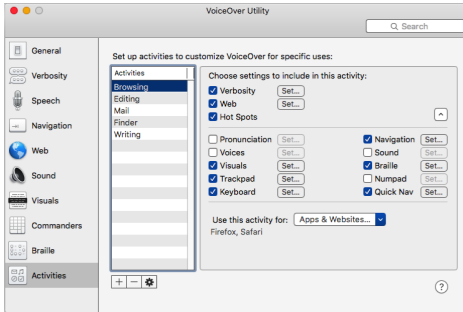 VoiceOver Utility
Search
General
Verbosity
Speech
Navigation
Web
Sound
Visuals
Commanders
Braille
Activities
Set up activities to customize VoiceOver for specific uses:
Activities
Browsing
Editing
Mail
Finder
Writing
Choose settings to include in this activity:
Verbosity Set...
Web Set...
Hot Spots
Pronunciation Set... Navigation Set...
Voices Sound Set...
Visuals Set... Braille Set...
Trackpad Set... Numpad Set...
Keyboard Set... Quick Nav Set...
Use this activity for: Apps & Websites...
Firefox, Safari
+ − ?